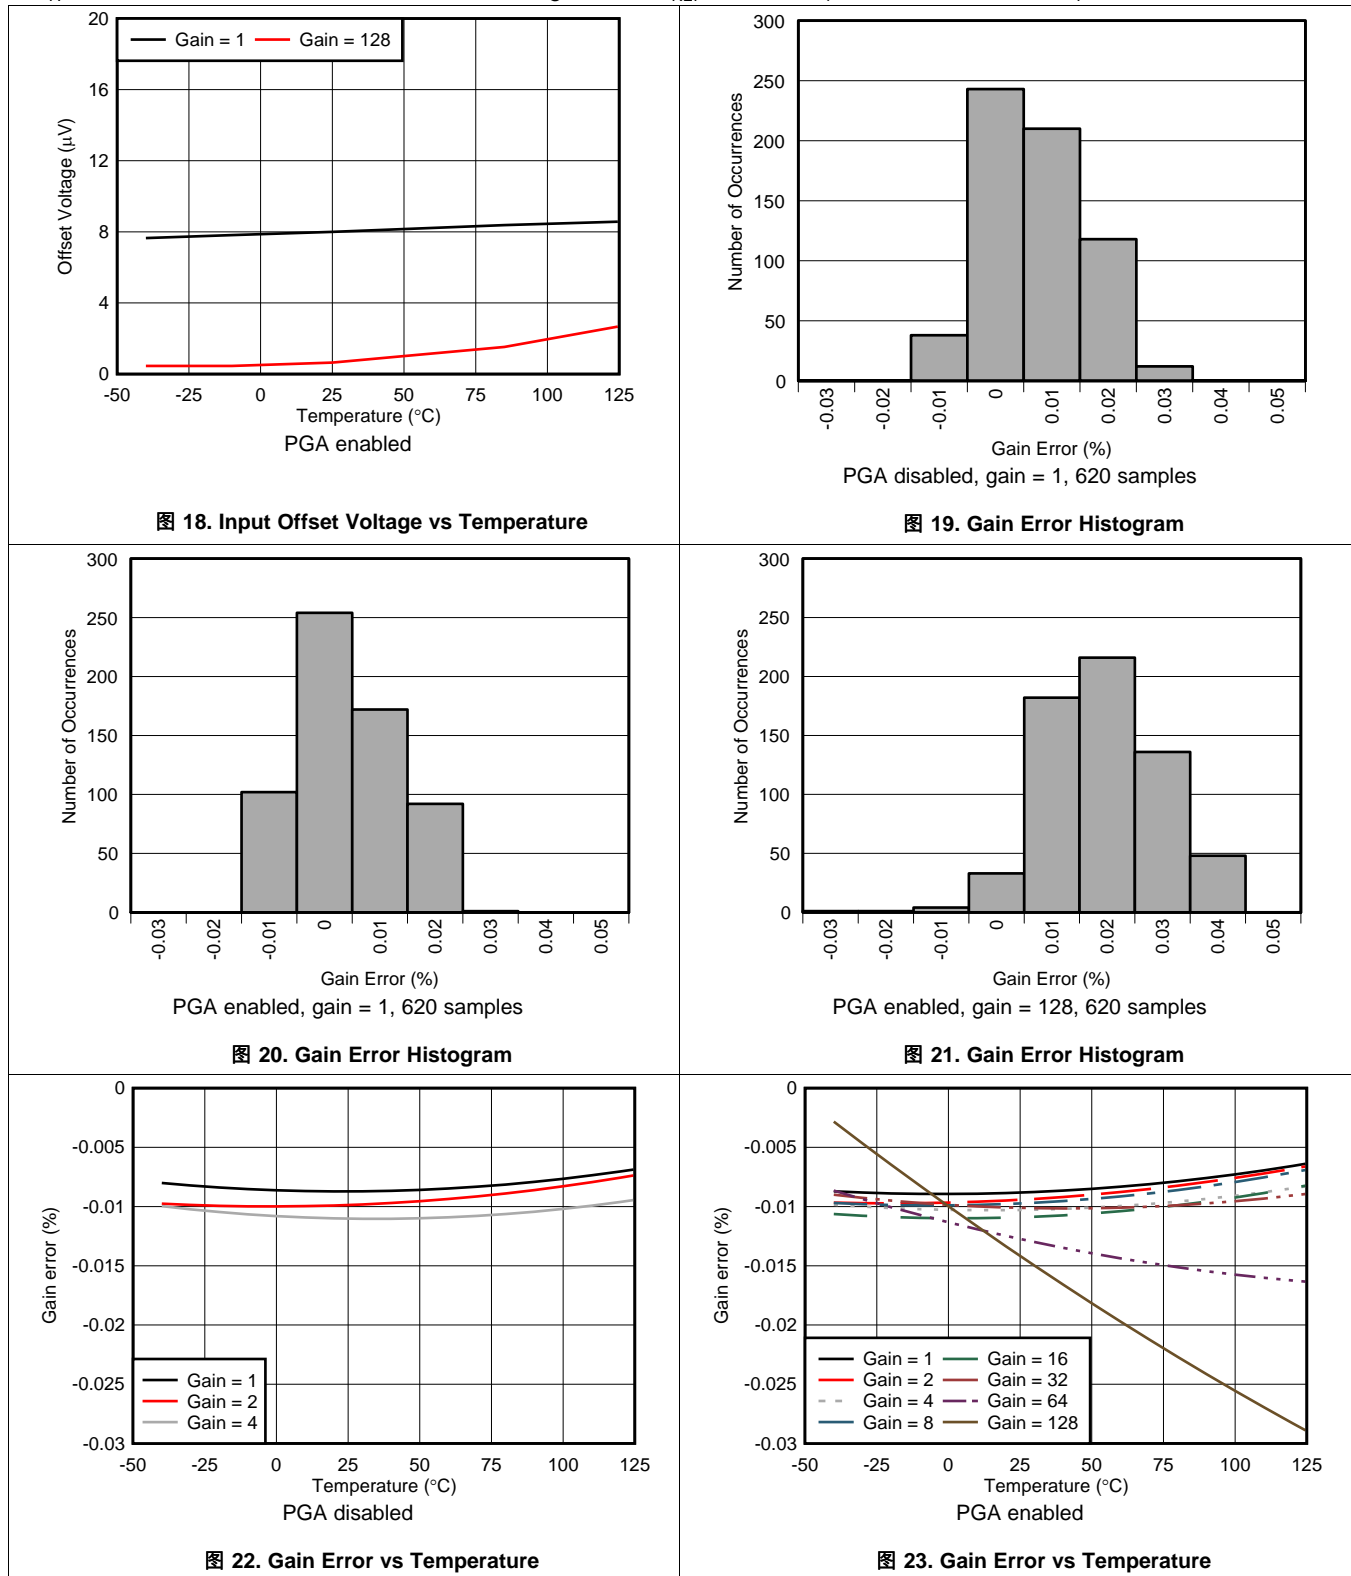 20
16
12
8
4
0
Offset Voltage (µV)
Gain = 1 Gain = 128
-50 -25 0 25 50 75 100 125
Temperature (°C)
PGA enabled
图 18. Input Offset Voltage vs Temperature
300
250
200
150
100
50
0
Number of Occurrences
-0.03 -0.02 -0.01 0 0.01 0.02 0.03 0.04 0.05
Gain Error (%)
PGA disabled, gain = 1, 620 samples
图 19. Gain Error Histogram
300
250
200
150
100
50
0
Number of Occurrences
-0.03 -0.02 -0.01 0 0.01 0.02 0.03 0.04 0.05
Gain Error (%)
PGA enabled, gain = 1, 620 samples
图 20. Gain Error Histogram
300
250
200
150
100
50
0
Number of Occurrences
-0.03 -0.02 -0.01 0 0.01 0.02 0.03 0.04 0.05
Gain Error (%)
PGA enabled, gain = 128, 620 samples
图 21. Gain Error Histogram
0
-0.005
-0.01
-0.015
-0.02
-0.025
-0.03
Gain error (%)
Gain = 1
Gain = 2
Gain = 4
-50 -25 0 25 50 75 100 125
Temperature (°C)
PGA disabled
图 22. Gain Error vs Temperature
0
-0.005
-0.01
-0.015
-0.02
-0.025
-0.03
Gain error (%)
Gain = 1 Gain = 16
Gain = 2 Gain = 32
Gain = 4 Gain = 64
Gain = 8 Gain = 128
-50 -25 0 25 50 75 100 125
Temperature (°C)
PGA enabled
图 23. Gain Error vs Temperature